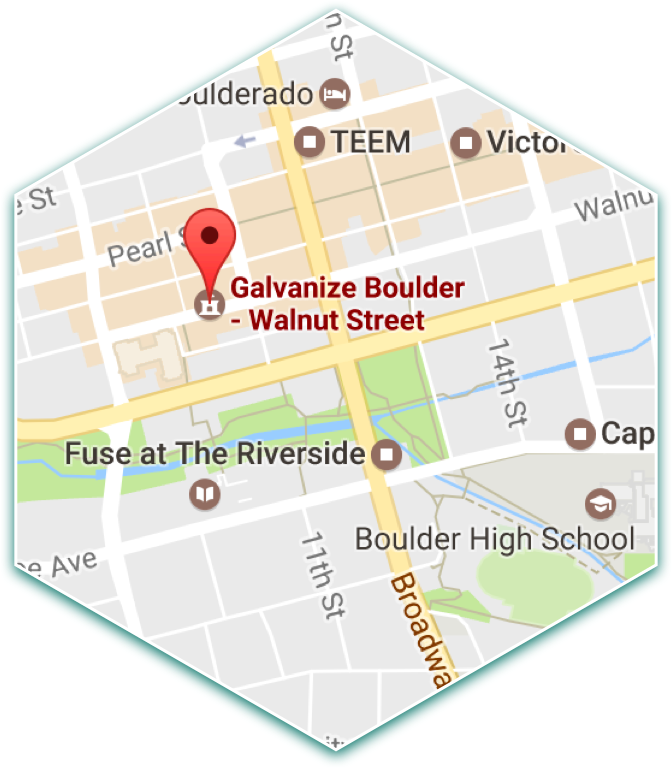 n St
oulderado
TEEM
Victor
e St
Walnu
Pearl S
Galvanize Boulder
- Walnut Street
14th St
Cap
Fuse at The Riverside
Boulder High School
e Ave
11th St
Broadwa